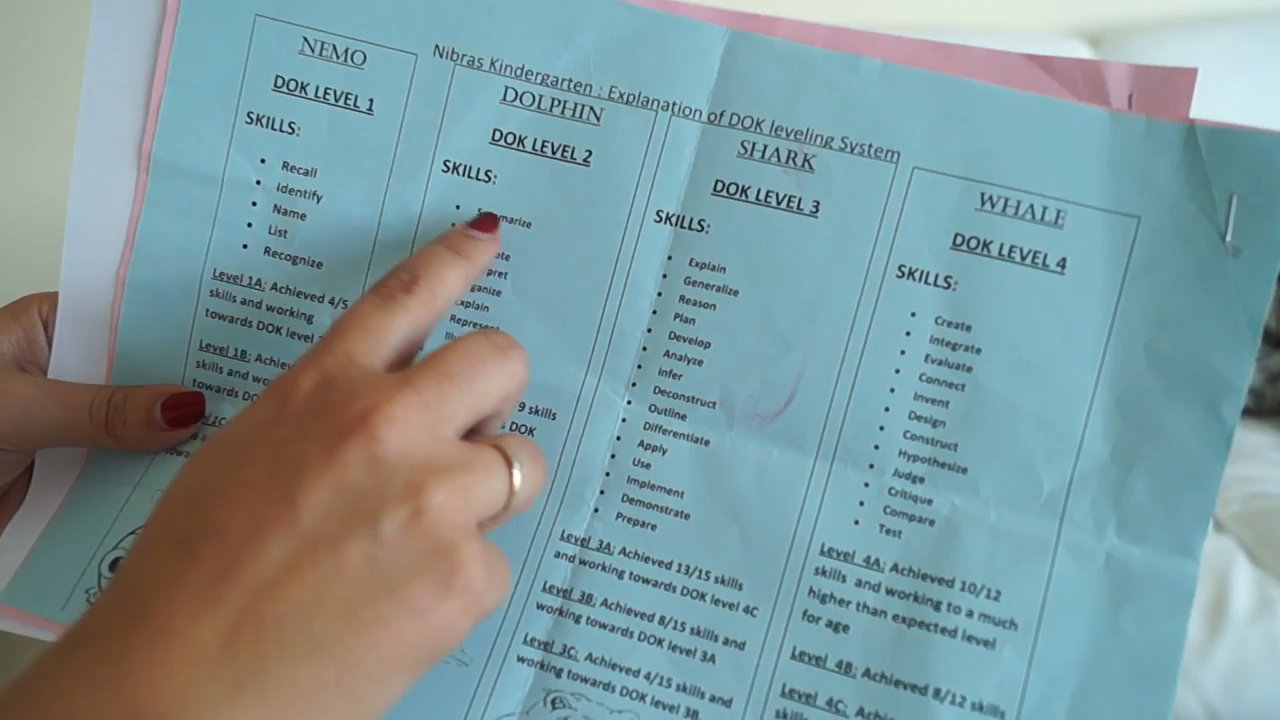 Nibras Kindergarten : Explanation of DOK leveling System
NEMO
DOK LEVEL 1
SKILLS:
• Recall
• Identify
• Name
• List
• Recognize
Level 1A: Achieved 4/5
skills and working
towards DOK level
Level 1B:
skills and
towards
DOLPHIN
DOK LEVEL 2
SKILLS:
• Summarize
Represent
9 skills
DOK
SHARK
DOK LEVEL 3
SKILLS:
• Explain
• Generalize
• Reason
• Plan
• Develop
• Analyze
• Infer
• Deconstruct
• Outline
• Differentiate
• Apply
• Use
• Implement
• Demonstrate
• Prepare
Level 3A: Achieved 13/15 skills
and working towards DOK level 4C
Level 3B: Achieved 8/15 skills and
working towards DOK level 3A
Level 3C: Achieved 4/15 skills and
working towards DOK level 3B
WHALE
DOK LEVEL 4
SKILLS:
• Create
• Integrate
• Evaluate
• Connect
• Invent
• Design
• Construct
• Hypothesize
• Judge
• Critique
• Compare
• Test
Level 4A: Achieved 10/12
skills and working to a much
higher than expected level
for age
Level 4B: Achieved 8/12 skills
Level 4C: